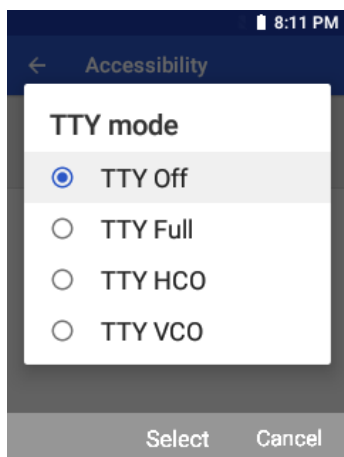 8:11 PM
Accessibility
TTY mode
TTY Off
TTY Full
TTY HCO
TTY VCO
Select Cancel